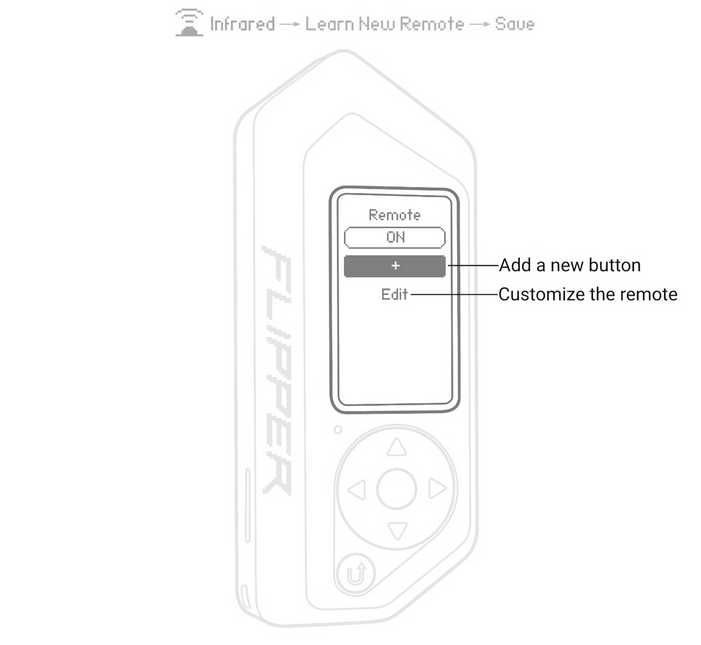 Infrared → Learn New Remote → Save
Remote
ON
+
Add a new button
Edit
Customize the remote
FLIPPER